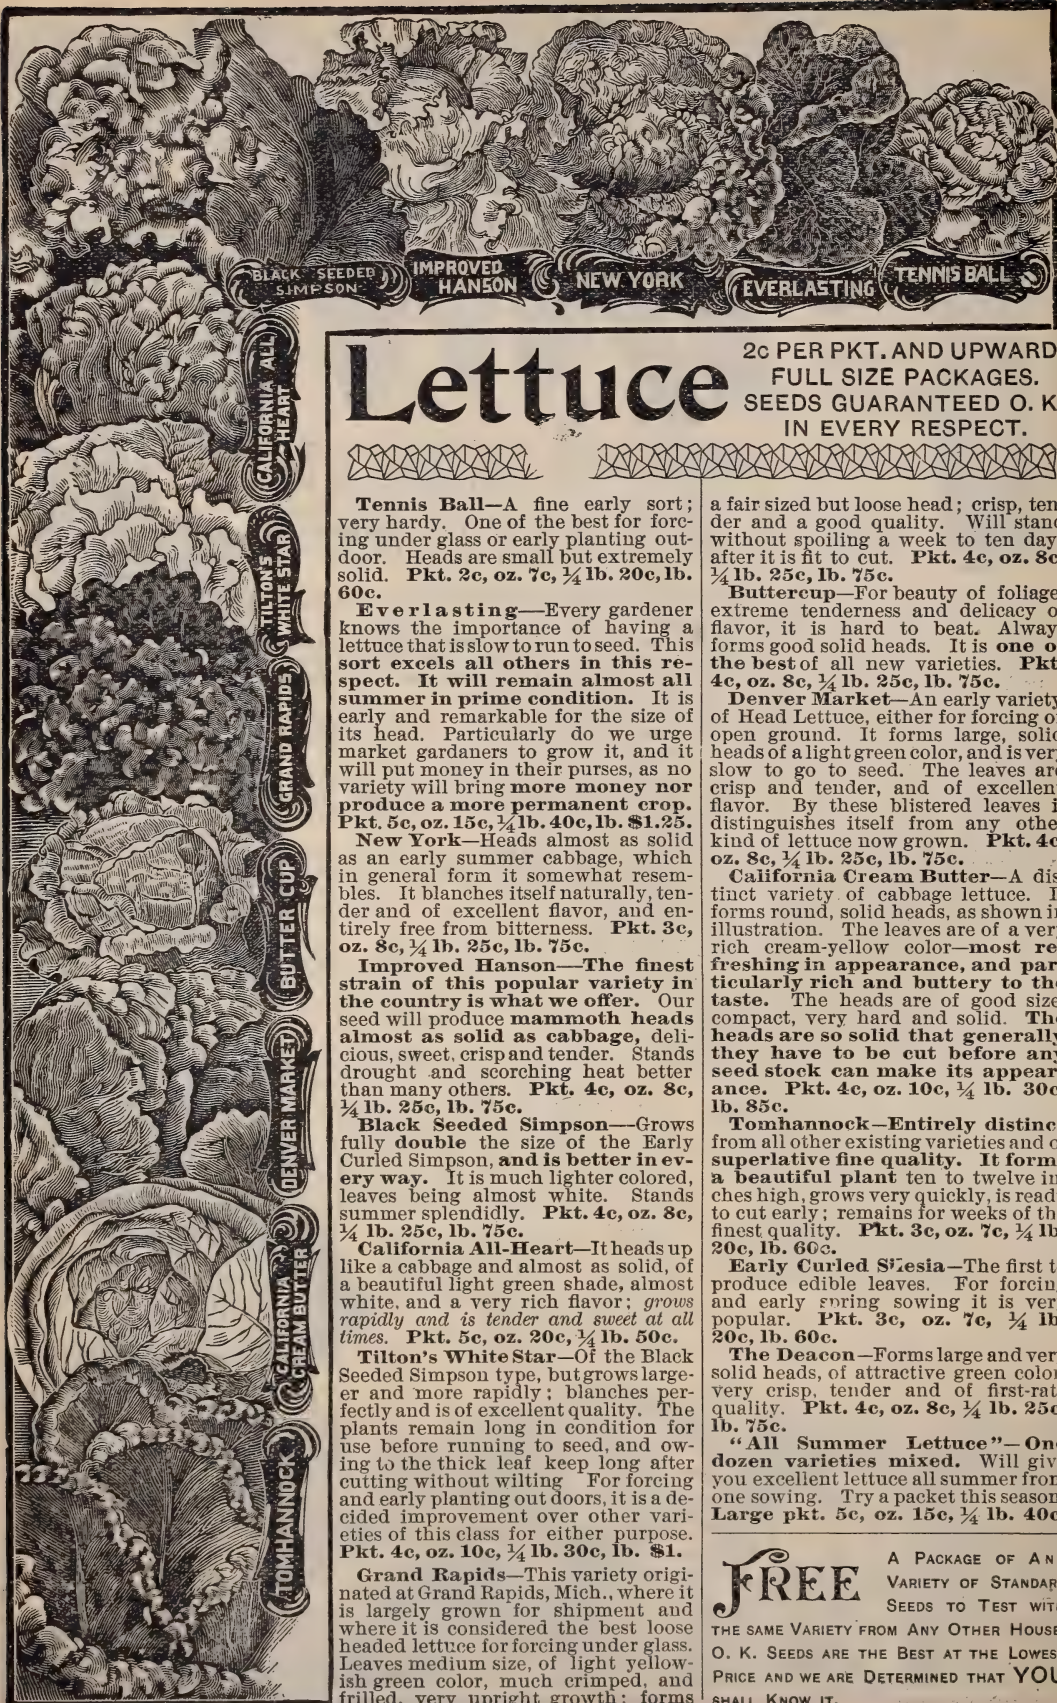 BLACK SEEDED
SIMPSON
IMPROVED
HANSON
NEW YORK
EVERLASTING
TENNIS BALL
CALIFORNIA ALL
HEART
TILTON'S
WHITE STAR
GRAND RAPIDS
BUTTER CUP
DENVER MARKET
CALIFORNIA
CREAM BUTTER
TOMHANNOCK
Lettuce
2c PER PKT. AND UPWARD
FULL SIZE PACKAGES.
SEEDS GUARANTEED O. K
IN EVERY RESPECT.
Tennis Ball—A fine early sort;
very hardy. One of the best for forc-
ing under glass or early planting out-
door. Heads are small but extremely
solid. Pkt. 2c, oz. 7c, ¼ lb. 20c, lb.
60c.
Everlasting—Every gardener
knows the importance of having a
lettuce that is slow to run to seed. This
sort excels all others in this re-
spect. It will remain almost all
summer in prime condition. It is
early and remarkable for the size of
its head. Particularly do we urge
market gardaners to grow it, and it
will put money in their purses, as no
variety will bring more money nor
produce a more permanent crop.
Pkt. 5c, oz. 15c, ¼ lb. 40c, lb. $1.25.
New York—Heads almost as solid
as an early summer cabbage, which
in general form it somewhat resem-
bles. It blanches itself naturally, ten-
der and of excellent flavor, and en-
tirely free from bitterness. Pkt. 3c,
oz. 8c, ¼ lb. 25c, lb. 75c.
Improved Hanson—The finest
strain of this popular variety in
the country is what we offer. Our
seed will produce mammoth heads
almost as solid as cabbage, deli-
cious, sweet, crisp and tender. Stands
drought and scorching heat better
than many others. Pkt. 4c, oz. 8c,
¼ lb. 25c, lb. 75c.
Black Seeded Simpson—Grows
fully double the size of the Early
Curled Simpson, and is better in ev-
ery way. It is much lighter colored,
leaves being almost white. Stands
summer splendidly. Pkt. 4c, oz. 8c,
¼ lb. 25c, lb. 75c.
California All-Heart—It heads up
like a cabbage and almost as solid, of
a beautiful light green shade, almost
white, and a very rich flavor; grows
rapidly and is tender and sweet at all
times. Pkt. 5c, oz. 20c, ¼ lb. 50c.
Tilton's White Star—Of the Black
Seeded Simpson type, but grows large-
er and more rapidly; blanches per-
fectly and is of excellent quality. The
plants remain long in condition for
use before running to seed, and ow-
ing to the thick leaf keep long after
cutting without wilting For forcing
and early planting out doors, it is a de-
cided improvement over other vari-
eties of this class for either purpose.
Pkt. 4c, oz. 10c, ¼ lb. 30c, lb. $1.
Grand Rapids—This variety origi-
nated at Grand Rapids, Mich., where it
is largely grown for shipment and
where it is considered the best loose
headed lettuce for forcing under glass.
Leaves medium size, of light yellow-
ish green color, much crimped, and
frilled, very upright growth; forms
a fair sized but loose head; crisp, ten
der and a good quality. Will stand
without spoiling a week to ten day
after it is fit to cut. Pkt. 4c, oz. 8c
¼ lb. 25c, lb. 75c.
Buttercup—For beauty of foliage
extreme tenderness and delicacy o
flavor, it is hard to beat. Alway
forms good solid heads. It is one o
the best of all new varieties. Pkt
4c, oz. 8c, ¼ lb. 25c, lb. 75c.
Denver Market—An early variety
of Head Lettuce, either for forcing o
open ground. It forms large, solid
heads of a light green color, and is very
slow to go to seed. The leaves are
crisp and tender, and of excellen
flavor. By these blistered leaves i
distinguishes itself from any othe
kind of lettuce now grown. Pkt. 4c
oz. 8c, ¼ lb. 25c, lb. 75c.
California Cream Butter—A dis
tinct variety of cabbage lettuce. I
forms round, solid heads, as shown in
illustration. The leaves are of a very
rich cream-yellow color—most re
freshing in appearance, and par
ticularly rich and buttery to the
taste. The heads are of good size
compact, very hard and solid. The
heads are so solid that generally
they have to be cut before any
seed stock can make its appear
ance. Pkt. 4c, oz. 10c, ¼ lb. 30c
lb. 85c.
Tomhannock—Entirely distinc
from all other existing varieties and o
superlative fine quality. It form
a beautiful plant ten to twelve in
ches high, grows very quickly, is read
to cut early; remains for weeks of th
finest quality. Pkt. 3c, oz. 7c, ¼ lb
20c, lb. 60c.
Early Curled Silesia—The first t
produce edible leaves. For forcin
and early spring sowing it is ver
popular. Pkt. 3c, oz. 7c, ¼ lb
20c, lb. 60c.
The Deacon—Forms large and ver
solid heads, of attractive green color
very crisp, tender and of first-rat
quality. Pkt. 4c, oz. 8c, ¼ lb. 25c
lb. 75c.
"All Summer Lettuce"—One
dozen varieties mixed. Will giv
you excellent lettuce all summer from
one sowing. Try a packet this season
Large pkt. 5c, oz. 15c, ¼ lb. 40c
FREE
A PACKAGE OF AN
VARIETY OF STANDAR
SEEDS TO TEST WITH
THE SAME VARIETY FROM ANY OTHER HOUSE
O. K. SEEDS ARE THE BEST AT THE LOWES
PRICE AND WE ARE DETERMINED THAT YOU
SHALL KNOW IT.